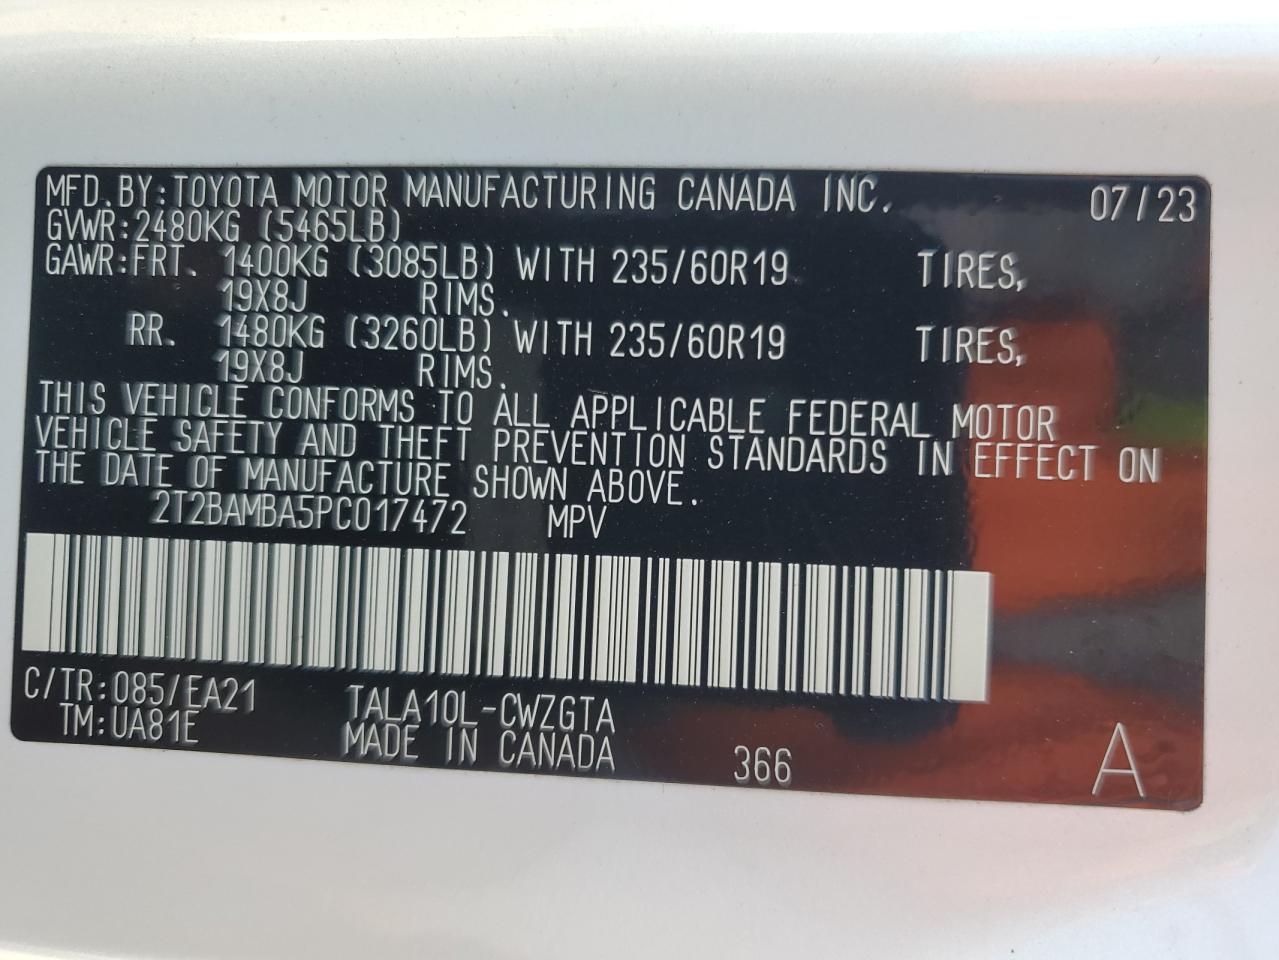 MFD. BY: TOYOTA MOTOR MANUFACTURING CANADA INC. 07/23
GVWR: 2480KG (5465LB)
GAWR: FRT. 1400KG (3085LB) WITH 235/60R19 TIRES,
19X8J RIMS.
RR. 1480KG (3260LB) WITH 235/60R19 TIRES,
19X8J RIMS.
THIS VEHICLE CONFORMS TO ALL APPLICABLE FEDERAL MOTOR
VEHICLE SAFETY AND THEFT PREVENTION STANDARDS IN EFFECT ON
THE DATE OF MANUFACTURE SHOWN ABOVE.
2T2BAMBA5PC017472 MPV
C/TR: 085/EA21 TALA10L-CWZGTA
TM: UA81E MADE IN CANADA 366 A